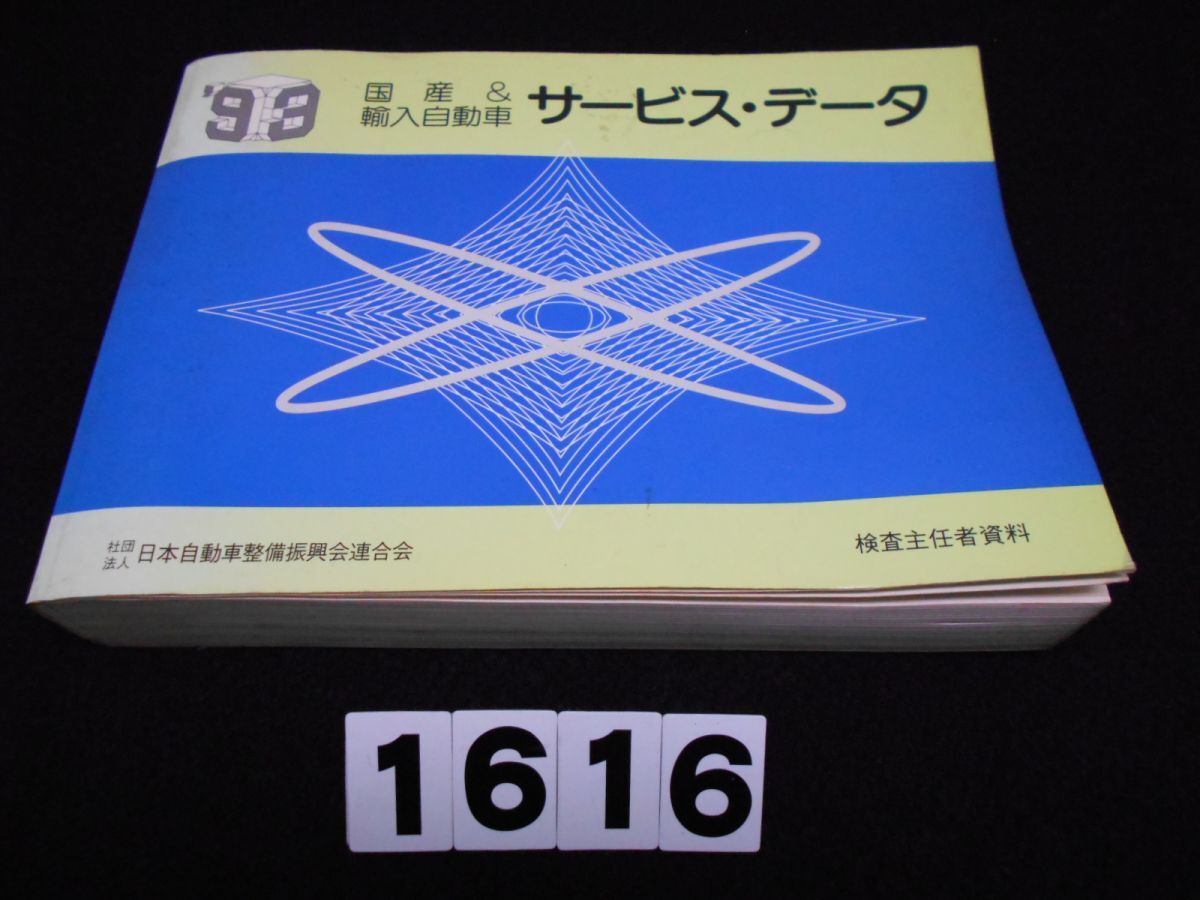 '93
国産&
輸入自動車
サービス・データ
社団
法人
日本自動車整備振興会連合会
検査主任者資料
1616